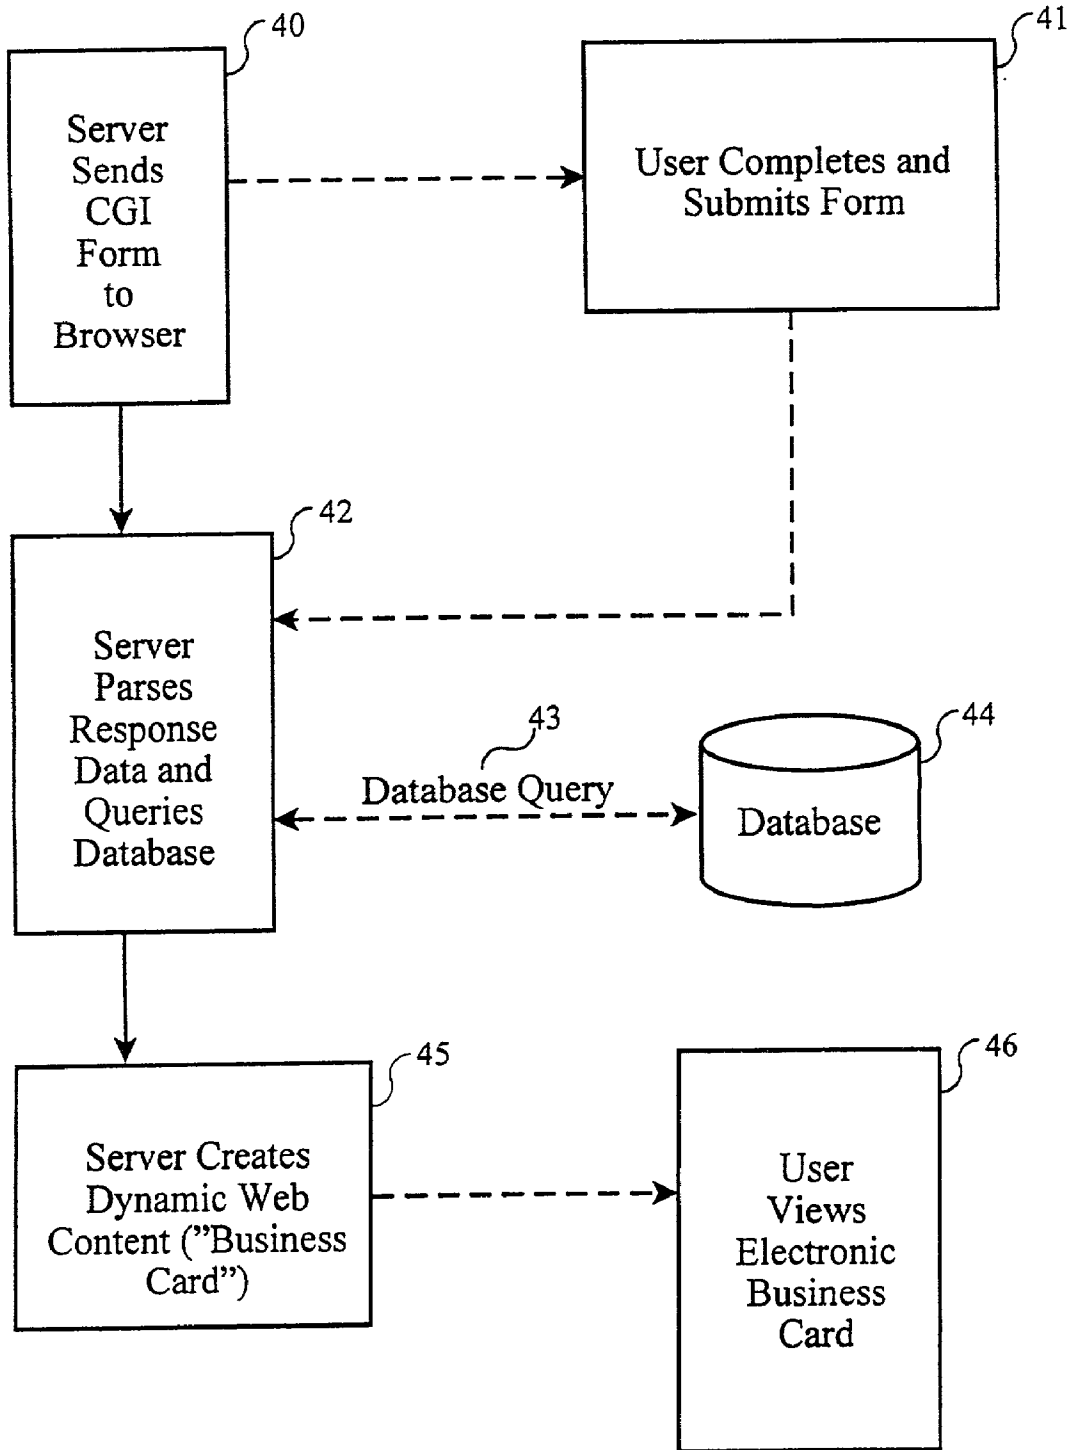 40
Server
Sends
CGI
Form
to
Browser
41
User Completes and
Submits Form
42
Server
Parses
Response
Data and
Queries
Database
43
Database Query
44
Database
45
Server Creates
Dynamic Web
Content (”Business
Card”)
46
User
Views
Electronic
Business
Card